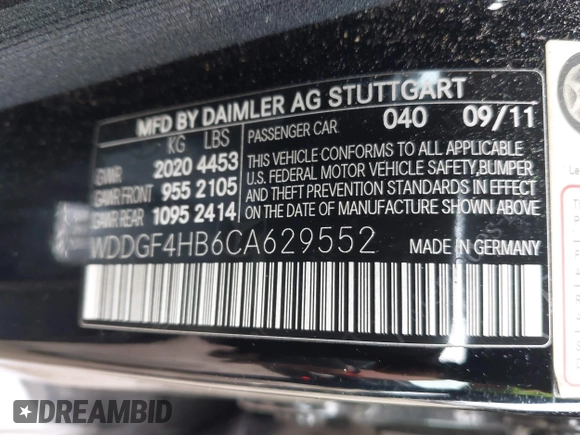 MFD BY DAIMLER AG STUTTGART
KG LBS PASSENGER CAR 040 09/11
GWR 2020 4453 THIS VEHICLE CONFORMS TO ALL APPLICABLE
U.S. FEDERAL MOTOR VEHICLE SAFETY,BUMPER
GAWR FRONT 955 2105 AND THEFT PREVENTION STANDARDS IN EFFECT
GAWR REAR 1095 2414 ON THE DATE OF MANUFACTURE SHOWN ABOVE.
WDDGF4HB6CA629552 MADE IN GERMANY
DREAMBID